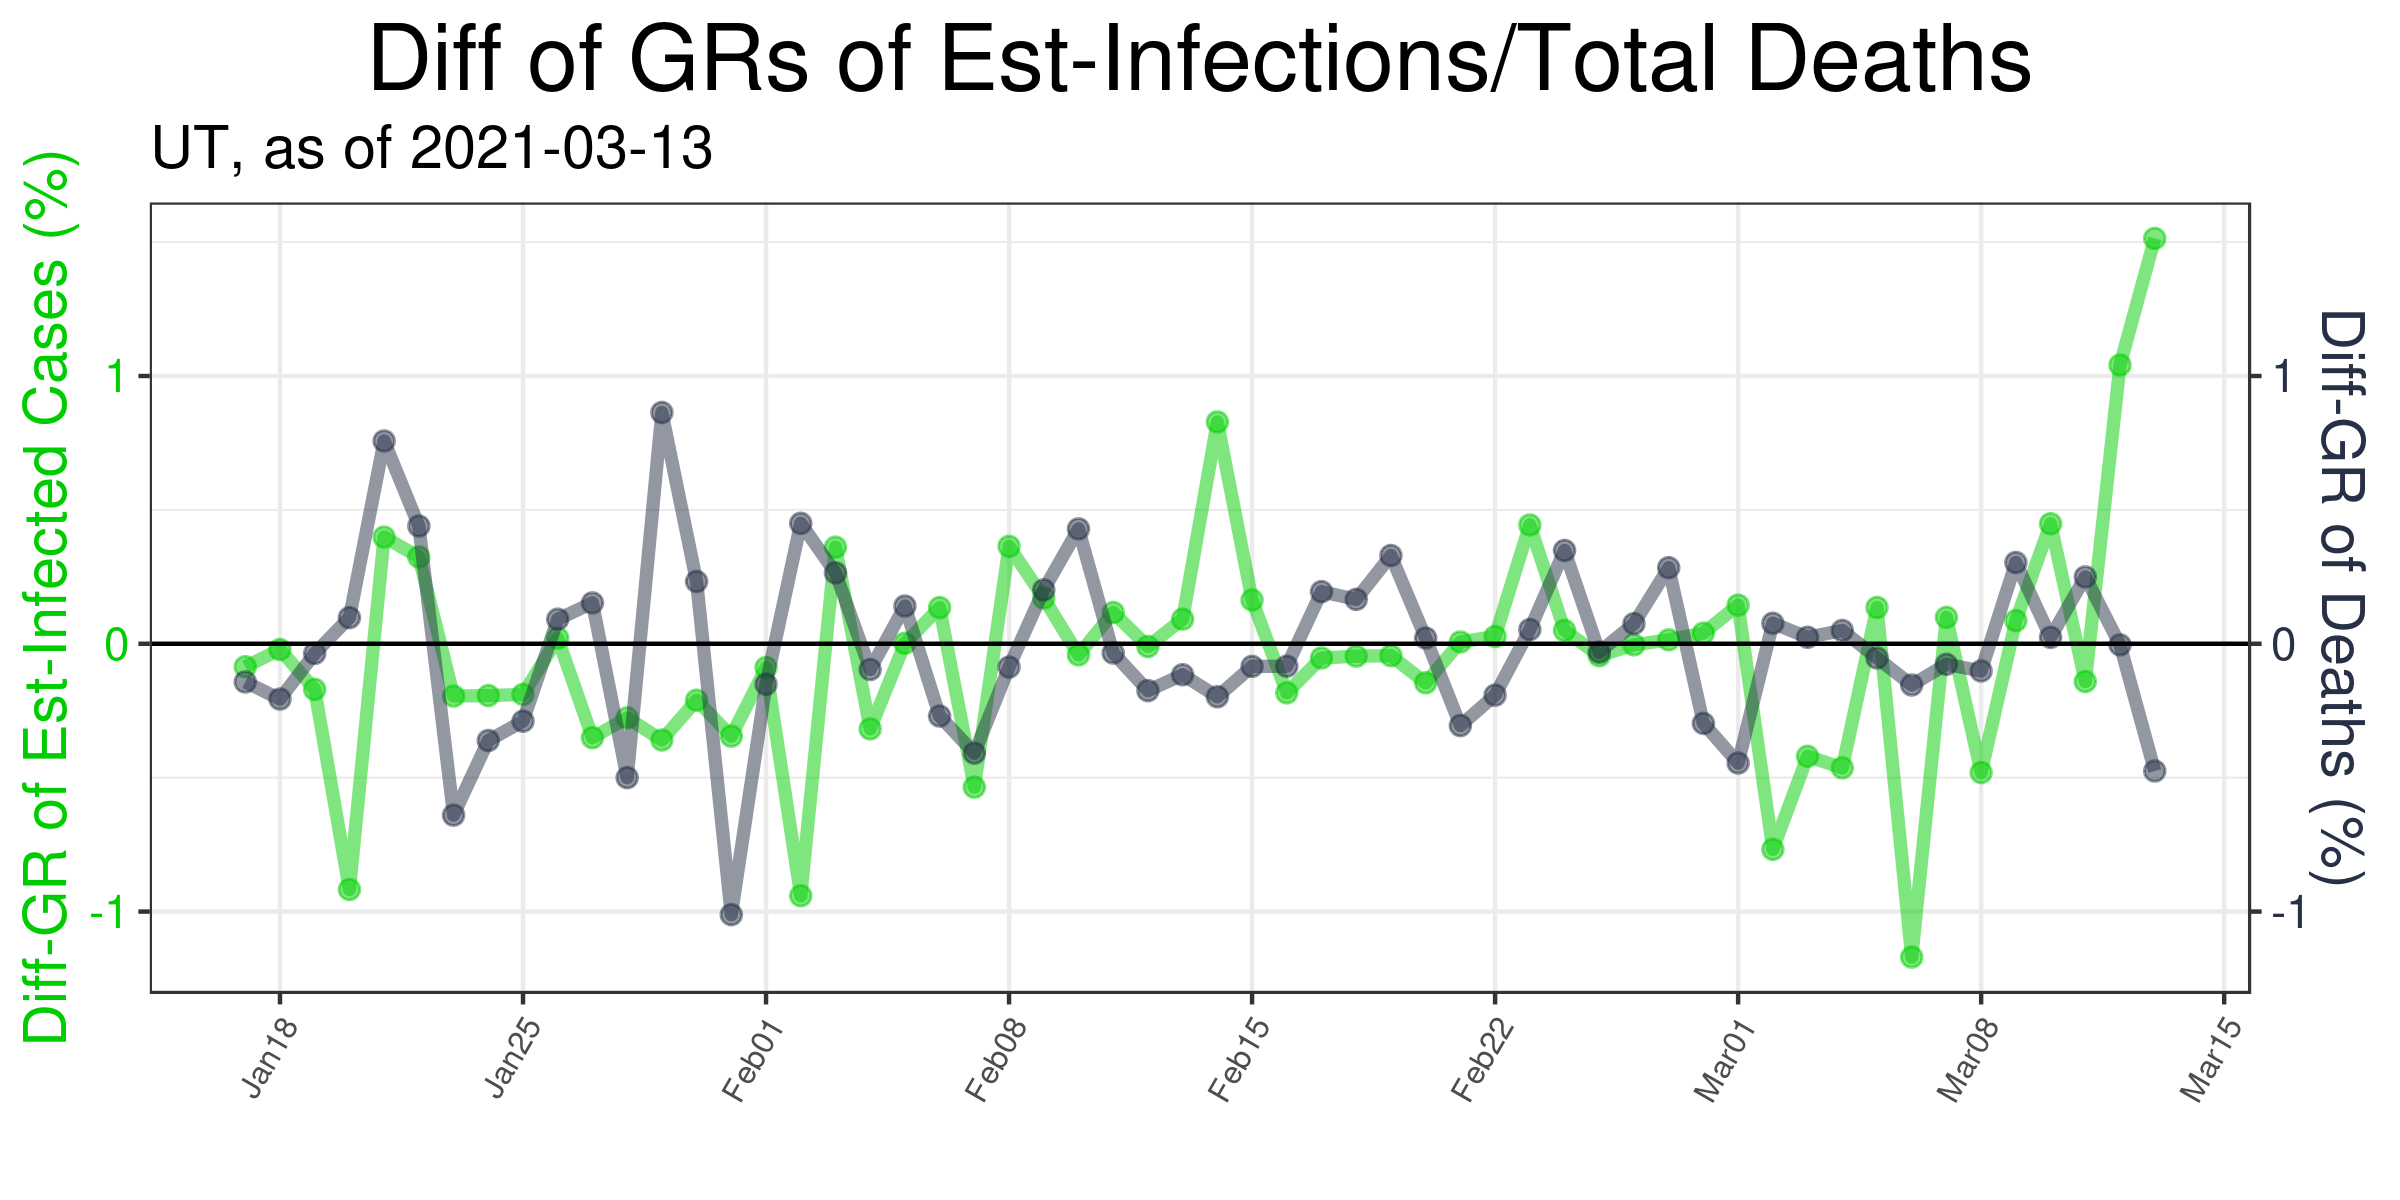 Diff of GRs of Est-Infections/Total Deaths
UT, as of 2021-03-13
Diff-GR of Est-Infected Cases (%)
1
0
-1
1
0
-1
Diff-GR of Deaths (%)
Jan18
Jan25
Feb01
Feb08
Feb15
Feb22
Mar01
Mar08
Mar15